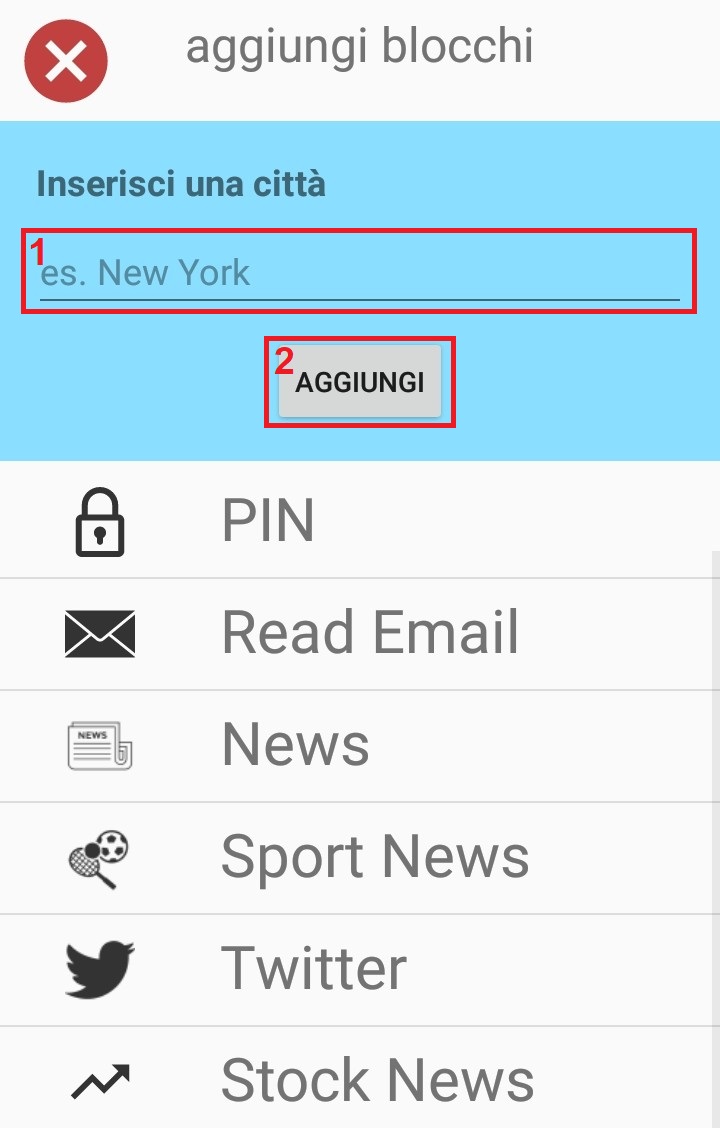 aggiungi blocchi
Inserisci una città
1
es. New York
2
AGGIUNGI
PIN
Read Email
NEWS
News
Sport News
Twitter
Stock News